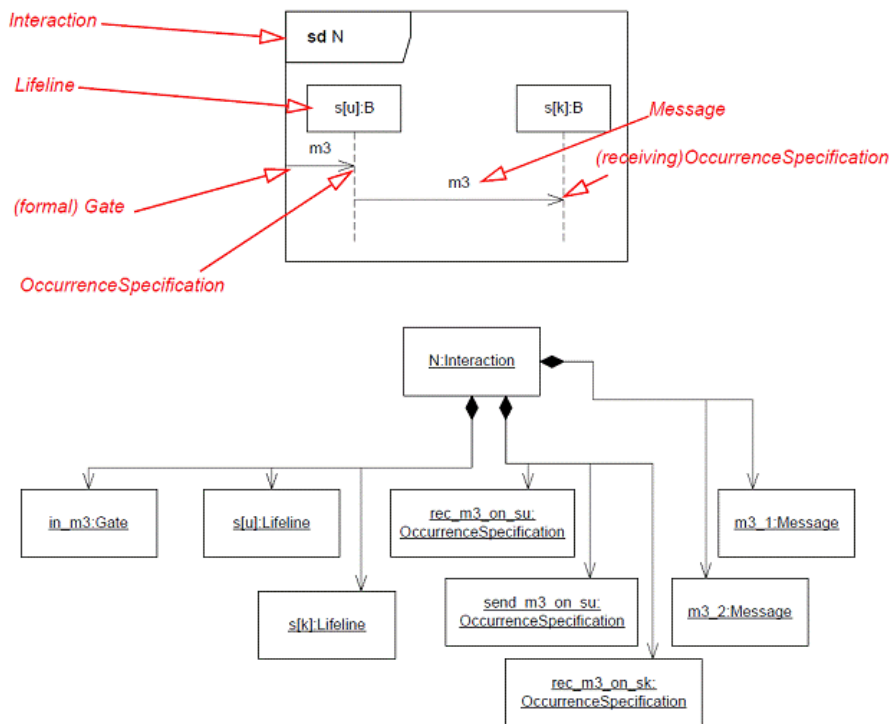 Interaction
sd N
Lifeline
s[u]:B
s[k]:B
Message
m3
(receiving)OccurrenceSpecification
m3
(formal) Gate
OccurrenceSpecification
N:Interaction
in_m3:Gate
s[u]:Lifeline
rec_m3_on_su:
OccurrenceSpecification
m3_1:Message
s[k]:Lifeline
send_m3_on_su:
OccurrenceSpecification
m3_2:Message
rec_m3_on_sk:
OccurrenceSpecification